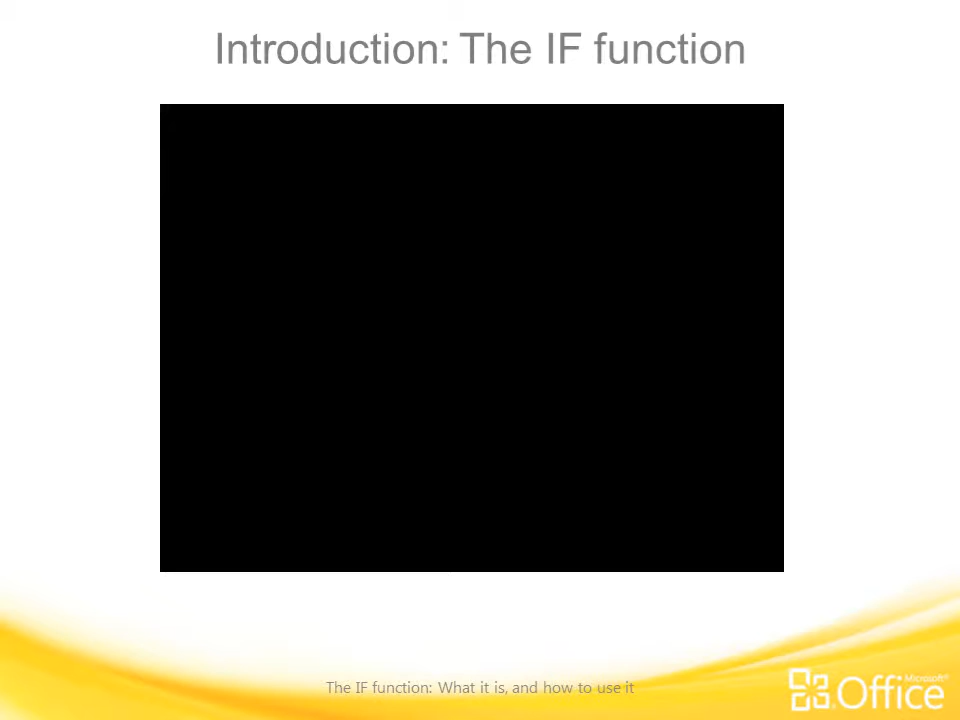 Introduction: The IF function
The IF function: What it is, and how to use it
Microsoft®
Office